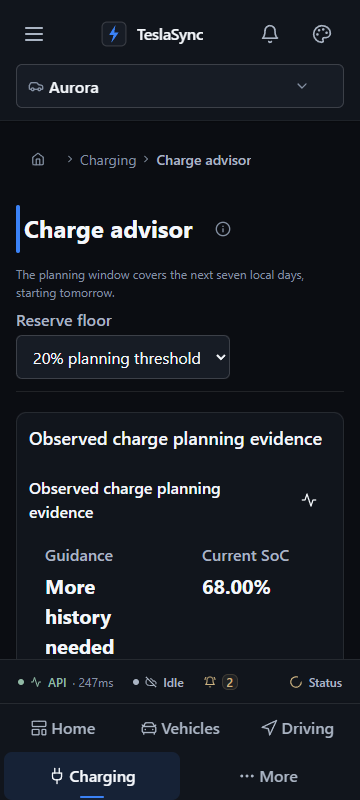 TeslaSync
Aurora
Charging
Charge advisor
Charge advisor
The planning window covers the next seven local days,
starting tomorrow.
Reserve floor
20% planning threshold
Observed charge planning evidence
Observed charge planning
evidence
Guidance
Current SoC
More
history
needed
68.00%
API · 247ms
Idle
2
Status
Home
Vehicles
Driving
Charging
More